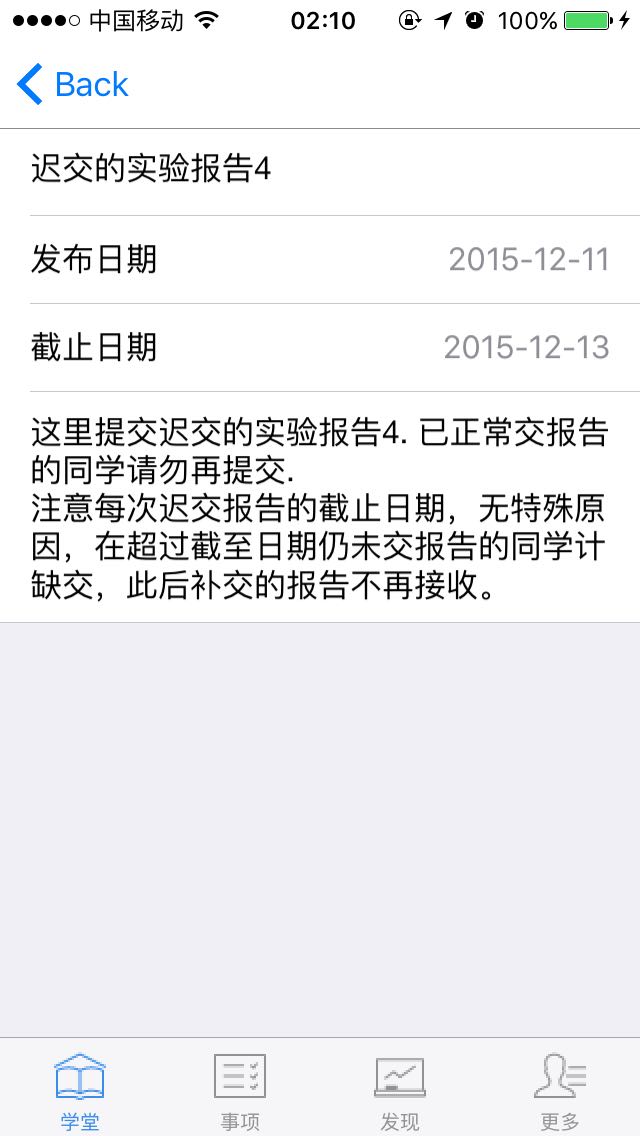 中国移动 02:10 100%
Back
迟交的实验报告4
发布日期 2015-12-11
截止日期 2015-12-13
这里提交迟交的实验报告4. 已正常交报告
的同学请勿再提交.
注意每次迟交报告的截止日期，无特殊原
因，在超过截至日期仍未交报告的同学计
缺交，此后补交的报告不再接收。
学堂 事项 发现 更多